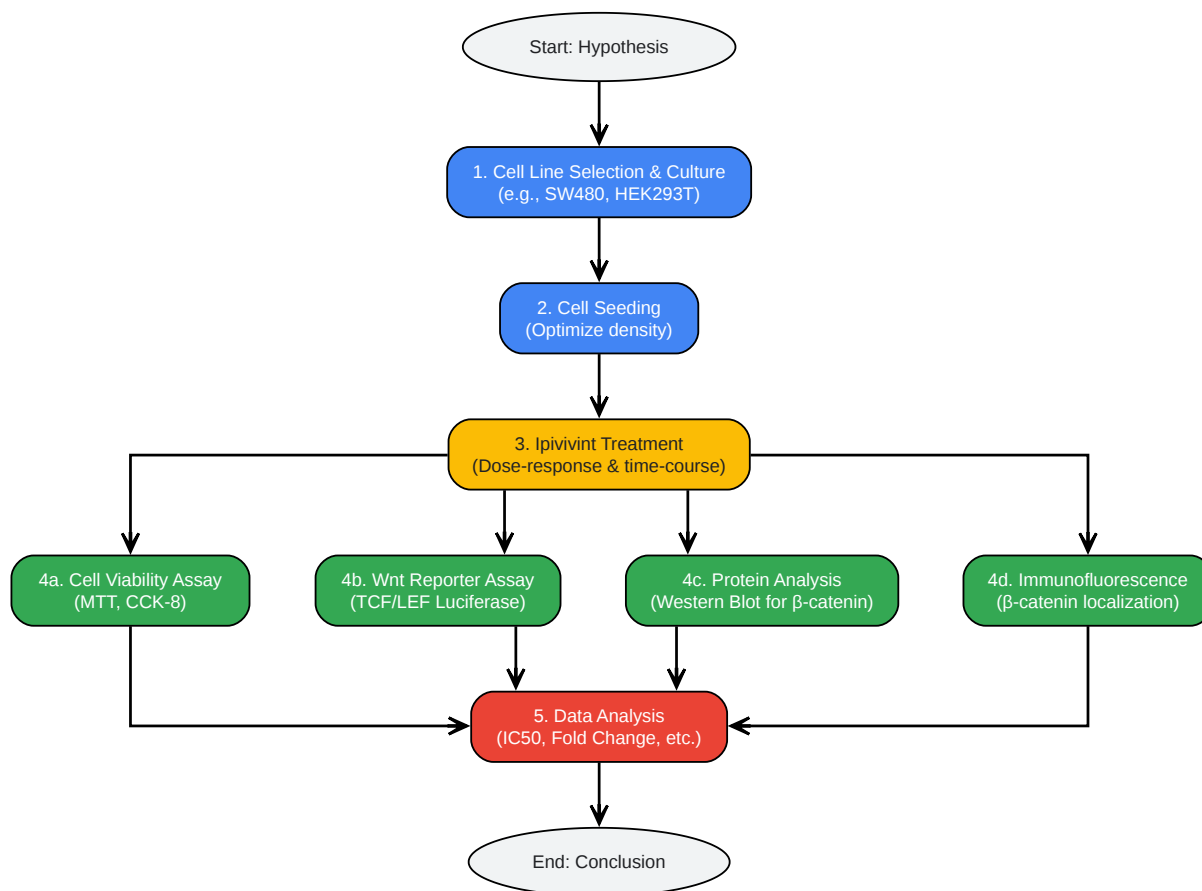 Start: Hypothesis
1. Cell Line Selection & Culture
(e.g., SW480, HEK293T)
2. Cell Seeding
(Optimize density)
3. Ipivivint Treatment
(Dose-response & time-course)
4a. Cell Viability Assay
(MTT, CCK-8)
4b. Wnt Reporter Assay
(TCF/LEF Luciferase)
4c. Protein Analysis
(Western Blot for β-catenin)
4d. Immunofluorescence
(β-catenin localization)
5. Data Analysis
(IC50, Fold Change, etc.)
End: Conclusion